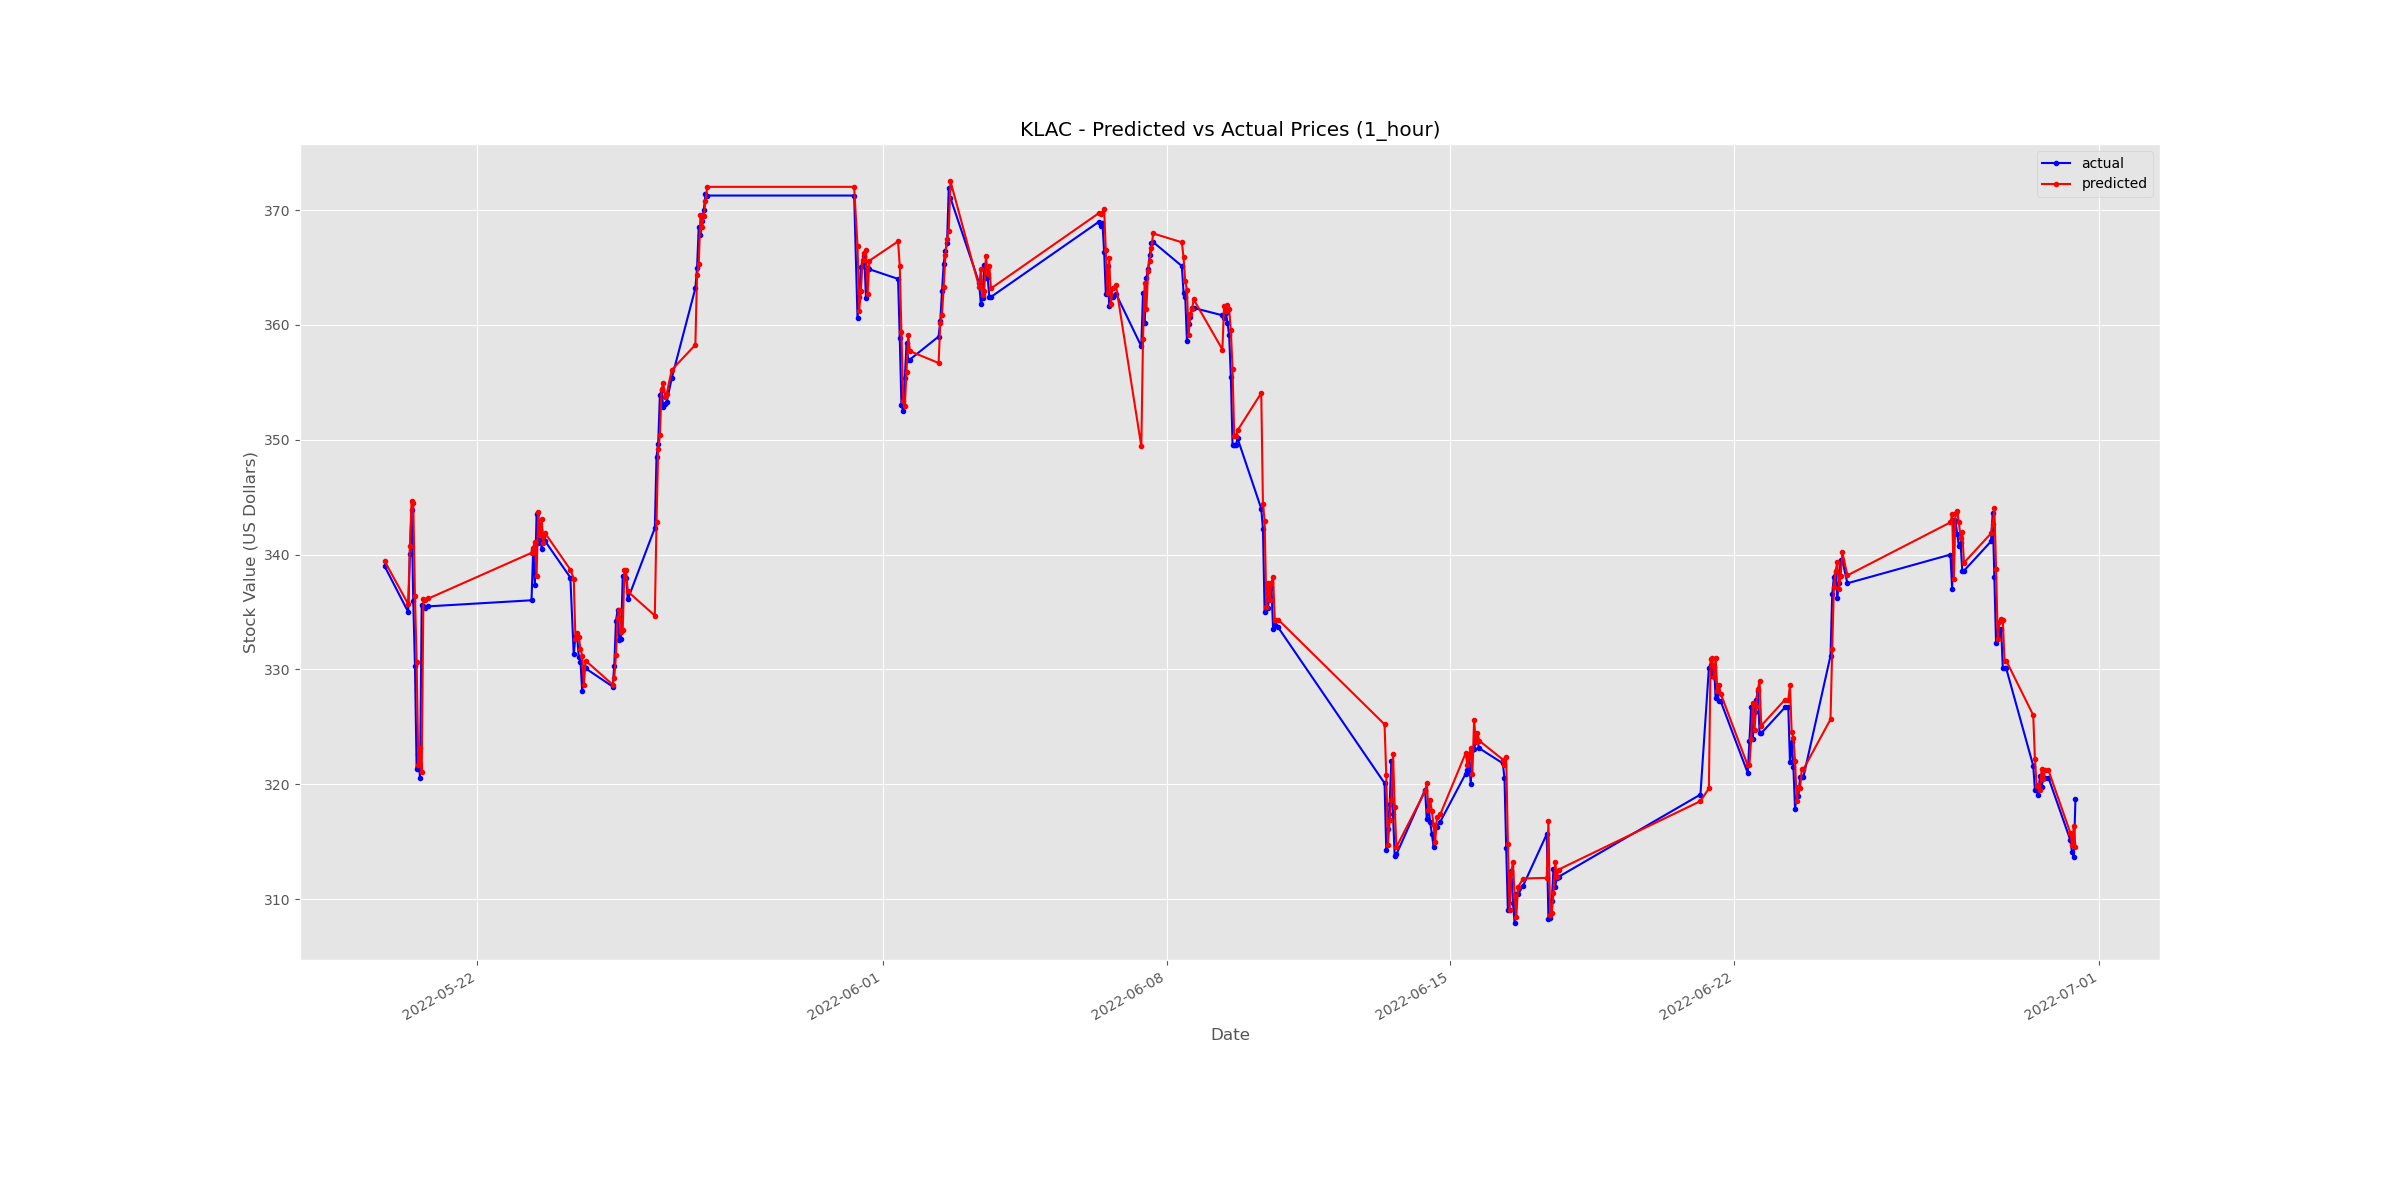 KLAC - Predicted vs Actual Prices (1_hour)
actual
predicted
370
360
350
340
330
320
310
Stock Value (US Dollars)
2022-05-22
2022-06-01
2022-06-08
2022-06-15
2022-06-22
2022-07-01
Date